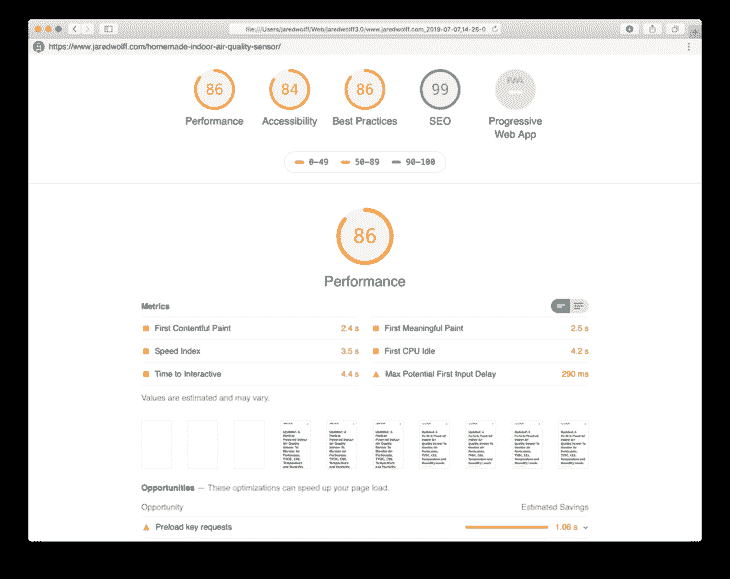 file:///Users/jaredwolff/Web/jaredwolff3.0/www.jaredwolff.com_2019-07-07_14-26-0
https://www.jaredwolff.com/homemade-indoor-air-quality-sensor/
86 84 86 99
Performance Accessibility Best Practices SEO Progressive
Web App
0-49 50-89 90-100
86
Performance
Metrics
First Contentful Paint 2.4 s First Meaningful Paint 2.5 s
Speed Index 3.5 s First CPU Idle 4.2 s
Time to Interactive 4.4 s Max Potential First Input Delay 290 ms
Values are estimated and may vary.
Opportunities — These optimizations can speed up your page load.
Opportunity Estimated Savings
Preload key requests 1.06 s